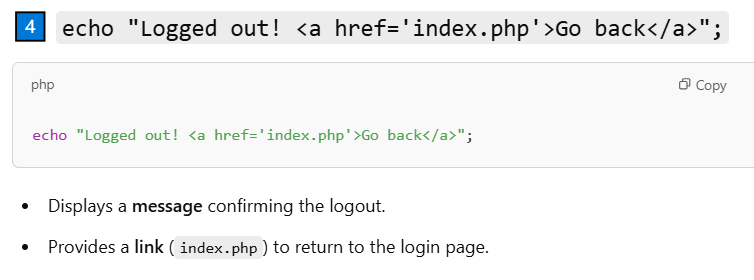 4 echo "Logged out! <a href='index.php'>Go back</a>";
php Copy
echo "Logged out! <a href='index.php'>Go back</a>";
• Displays a message confirming the logout.
• Provides a link (index.php) to return to the login page.